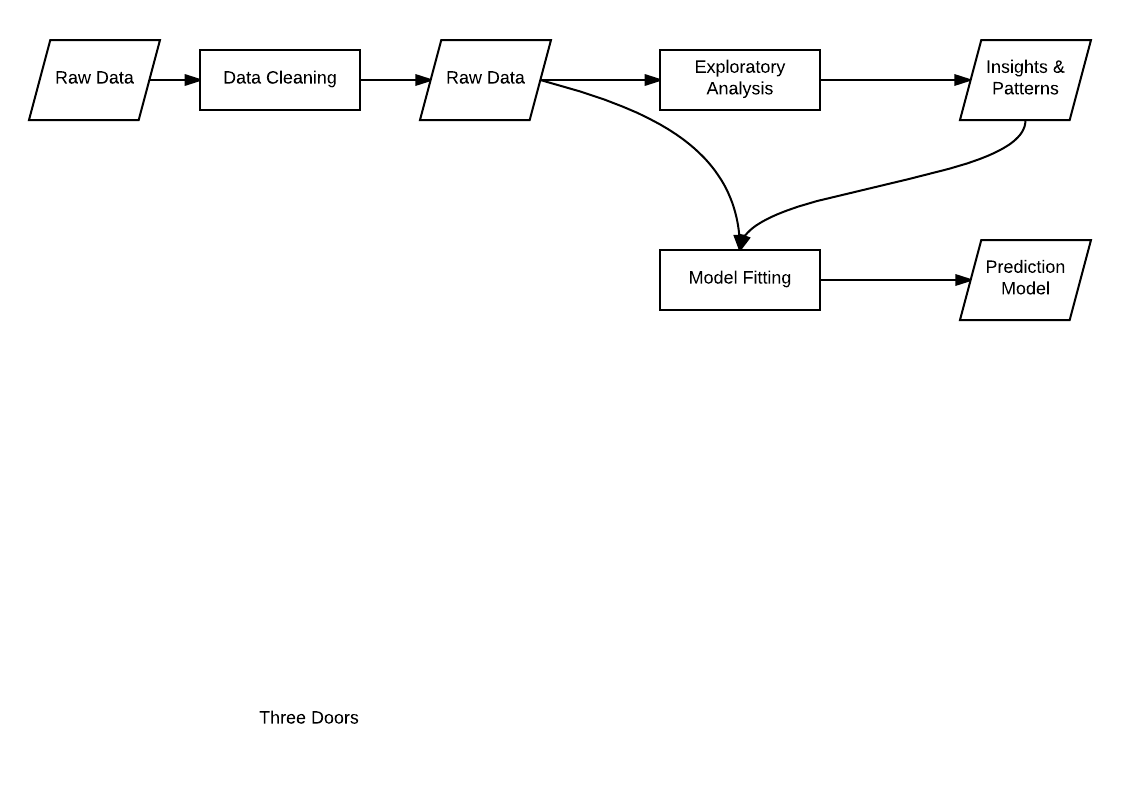 Raw Data
Data Cleaning
Raw Data
Exploratory
Analysis
Insights &
Patterns
Model Fitting
Prediction
Model
Three Doors